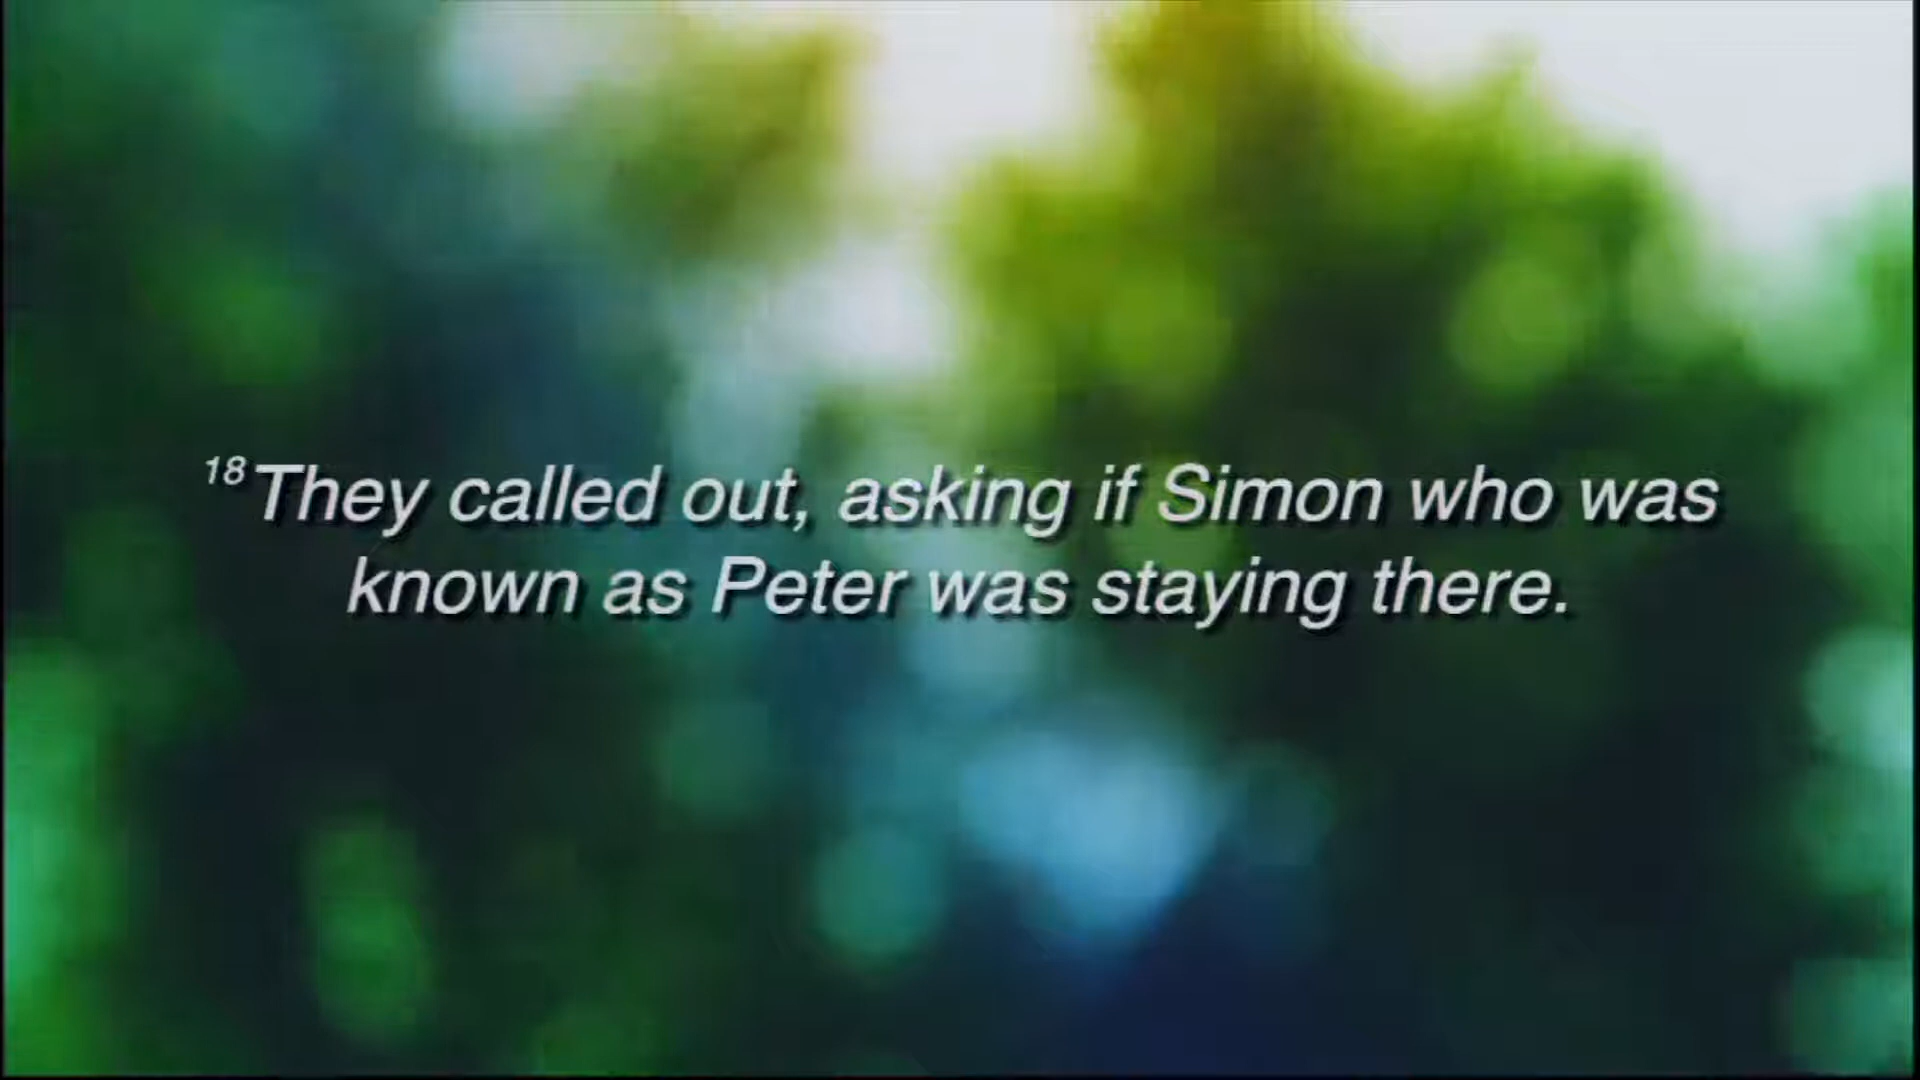 18 They called out, asking if Simon who was
known as Peter was staying there.